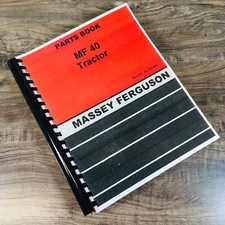 PARTS BOOK
MF 40
Tractor
MASSEY FERGUSON